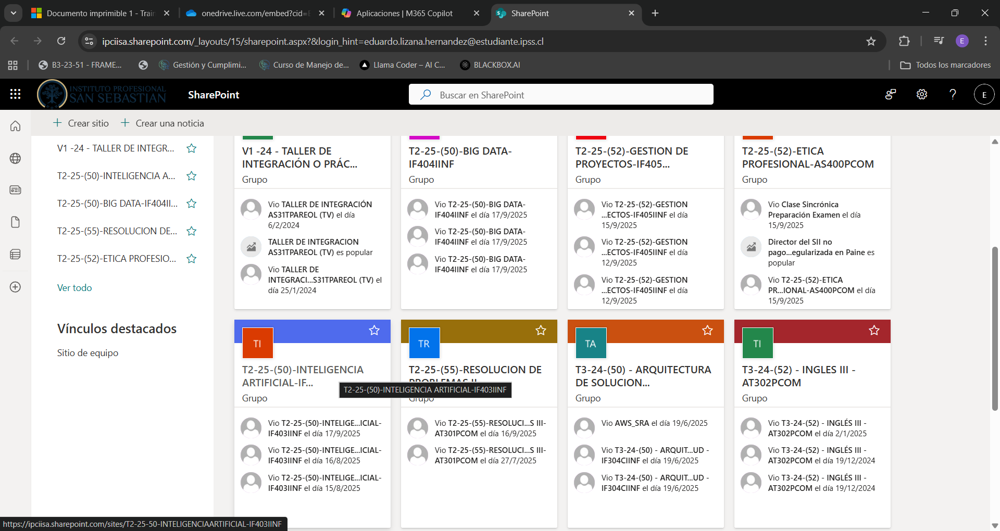 Documento imprimible 1 - Train
onedrive.live.com/embed?cid=E
Aplicaciones | M365 Copilot
SharePoint
ipciisa.sharepoint.com/_layouts/15/sharepoint.aspx?&login_hint=eduardo.lizana.hernandez@estudiante.ipss.cl
E
B3-23-51 - FRAME...
Gestión y Cumplimi...
Curso de Manejo de...
Llama Coder – AI C...
BLACKBOX.AI
Todos los marcadores
INSTITUTO PROFESIONAL
SAN SEBASTIAN
SharePoint
Buscar en SharePoint
E
Crear sitio
Crear una noticia
V1 -24 - TALLER DE INTEGR...
T2-25-(50)-INTELIGENCIA A...
T2-25-(50)-BIG DATA-IF404II...
T2-25-(55)-RESOLUCION DE...
T2-25-(52)-ETICA PROFESIO...
Ver todo
Vínculos destacados
Sitio de equipo
V1 -24 - TALLER DE
INTEGRACIÓN O PRÁC...
Grupo
Vio TALLER DE INTEGRACIÓN
AS31TPAREOL (TV) el día
6/2/2024
TALLER DE INTEGRACION
AS31TPAREOL (TV) es popular
Vio TALLER DE
INTEGRACI...S31TPAREOL (TV) el
día 25/1/2024
T2-25-(50)-BIG DATA-
IF404IINF
Grupo
Vio T2-25-(50)-BIG DATA-
IF404IINF el día 17/9/2025
Vio T2-25-(50)-BIG DATA-
IF404IINF el día 17/9/2025
Vio T2-25-(50)-BIG DATA-
IF404IINF el día 17/9/2025
T2-25-(52)-GESTION DE
PROYECTOS-IF405...
Grupo
Vio T2-25-(52)-GESTION
...ECTOS-IF405IINF el día
15/9/2025
Vio T2-25-(52)-GESTION
...ECTOS-IF405IINF el día
12/9/2025
Vio T2-25-(52)-GESTION
...ECTOS-IF405IINF el día
12/9/2025
T2-25-(52)-ETICA
PROFESIONAL-AS400PCOM
Grupo
Vio Clase Sincrónica
Preparación Examen el día
15/9/2025
Director del SII no
pago...egularizada en Paine es
popular
Vio T2-25-(52)-ETICA
PR...IONAL-AS400PCOM el día
15/9/2025
TI
T2-25-(50)-INTELIGENCIA
ARTIFICIAL-IF...
Grupo
Vio T2-25-(50)-INTELIGE...ICIAL-
IF403IINF el día 17/9/2025
Vio T2-25-(50)-INTELIGE...ICIAL-
IF403IINF el día 16/8/2025
Vio T2-25-(50)-INTELIGE...ICIAL-
IF403IINF el día 15/8/2025
TR
T2-25-(55)-RESOLUCION DE
T2-25-(50)-INTELIGENCIA ARTIFICIAL-IF403IINF
Grupo
Vio T2-25-(55)-RESOLUCI...S III-
AT301PCOM el día 16/9/2025
Vio T2-25-(55)-RESOLUCI...S III-
AT301PCOM el día 27/7/2025
TA
T3-24-(50) - ARQUITECTURA
DE SOLUCION...
Grupo
Vio AWS_SRA el día 19/6/2025
Vio T3-24-(50) - ARQUIT...UD -
IF304CIINF el día 19/6/2025
Vio T3-24-(50) - ARQUIT...UD -
IF304CIINF el día 19/6/2025
TI
T3-24-(52) - INGLES III -
AT302PCOM
Grupo
Vio T3-24-(52) - INGLÉS III -
AT302PCOM el día 2/1/2025
Vio T3-24-(52) - INGLÉS III -
AT302PCOM el día 19/12/2024
Vio T3-24-(52) - INGLÉS III -
AT302PCOM el día 19/12/2024
https://ipciisa.sharepoint.com/sites/T2-25-50-INTELIGENCIAARTIFICIAL-IF403IINF